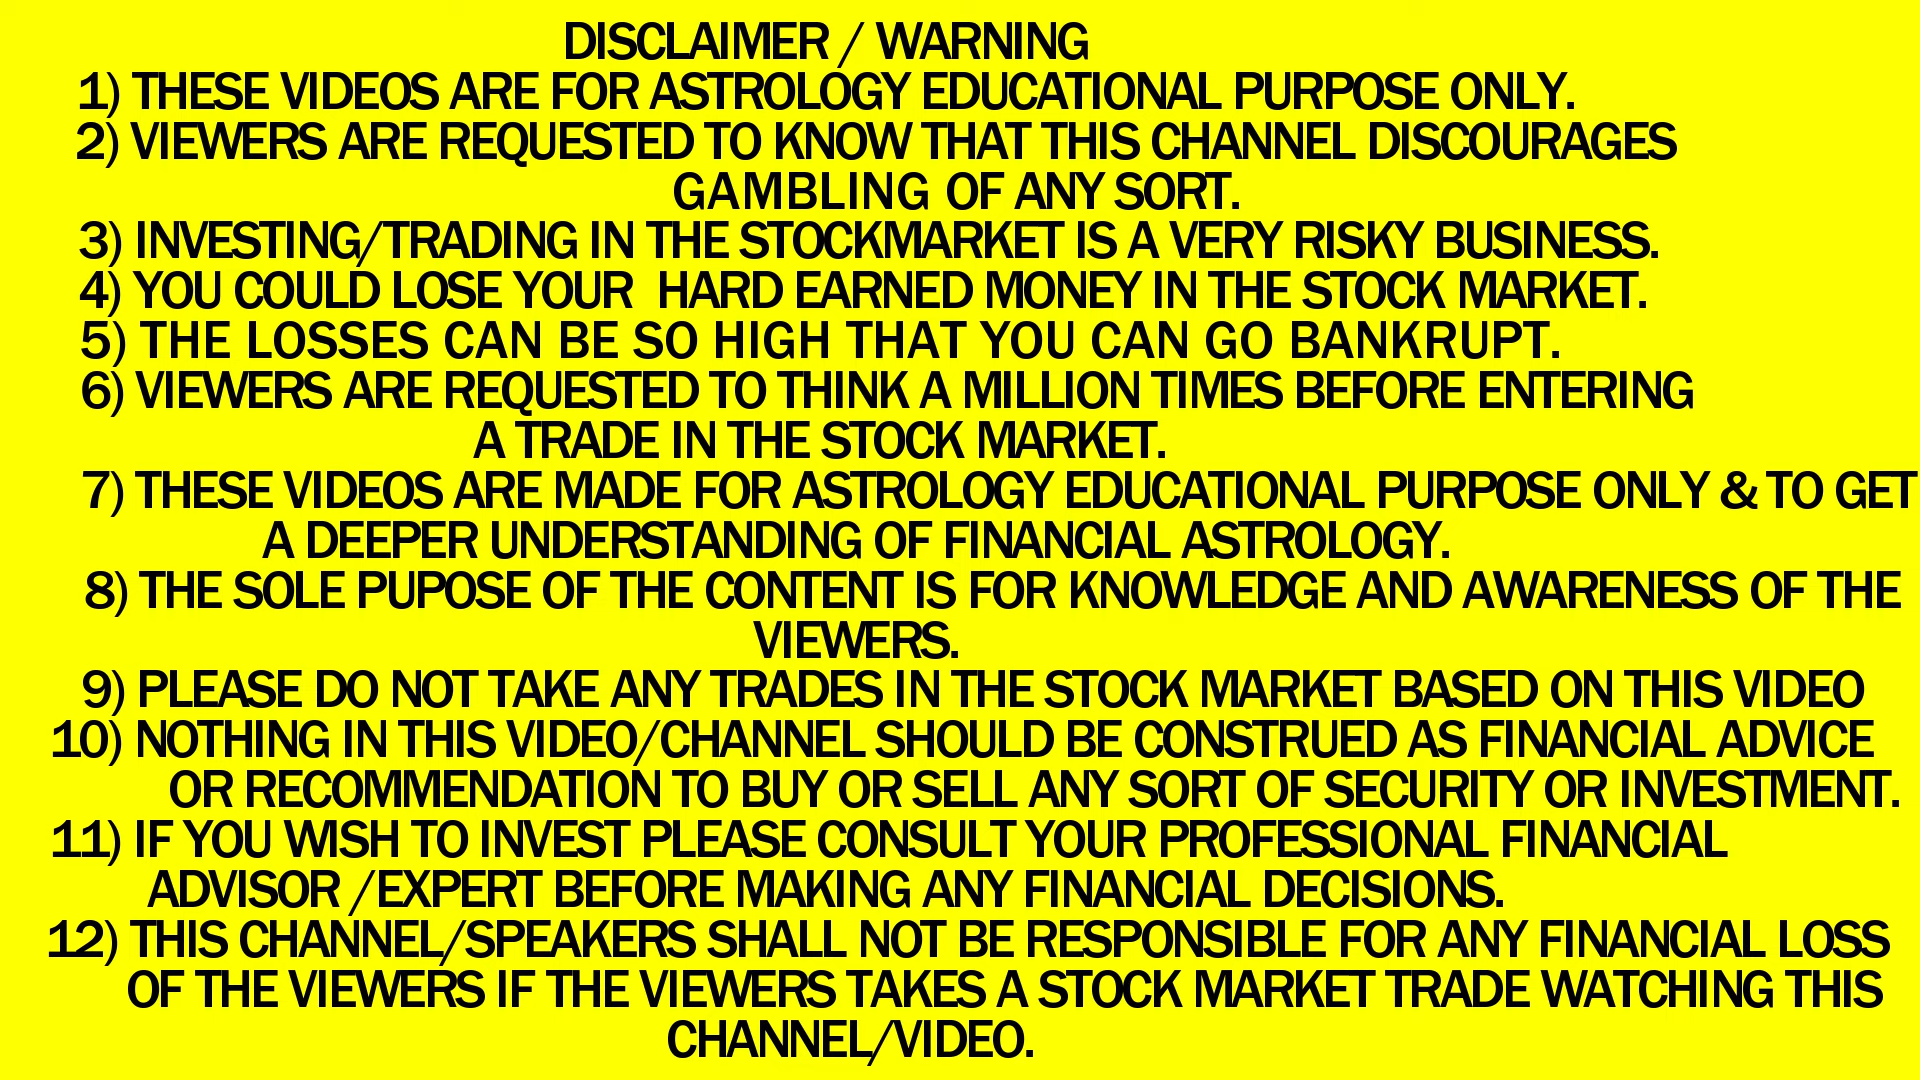 DISCLAIMER / WARNING
1) THESE VIDEOS ARE FOR ASTROLOGY EDUCATIONAL PURPOSE ONLY.
2) VIEWERS ARE REQUESTED TO KNOW THAT THIS CHANNEL DISCOURAGES
GAMBLING OF ANY SORT.
3) INVESTING/TRADING IN THE STOCKMARKET IS A VERY RISKY BUSINESS.
4) YOU COULD LOSE YOUR HARD EARNED MONEY IN THE STOCK MARKET.
5) THE LOSSES CAN BE SO HIGH THAT YOU CAN GO BANKRUPT.
6) VIEWERS ARE REQUESTED TO THINK A MILLION TIMES BEFORE ENTERING
A TRADE IN THE STOCK MARKET.
7) THESE VIDEOS ARE MADE FOR ASTROLOGY EDUCATIONAL PURPOSE ONLY & TO GET
A DEEPER UNDERSTANDING OF FINANCIAL ASTROLOGY.
8) THE SOLE PUPOSE OF THE CONTENT IS FOR KNOWLEDGE AND AWARENESS OF THE
VIEWERS.
9) PLEASE DO NOT TAKE ANY TRADES IN THE STOCK MARKET BASED ON THIS VIDEO
10) NOTHING IN THIS VIDEO/CHANNEL SHOULD BE CONSTRUED AS FINANCIAL ADVICE
OR RECOMMENDATION TO BUY OR SELL ANY SORT OF SECURITY OR INVESTMENT.
11) IF YOU WISH TO INVEST PLEASE CONSULT YOUR PROFESSIONAL FINANCIAL
ADVISOR /EXPERT BEFORE MAKING ANY FINANCIAL DECISIONS.
12) THIS CHANNEL/SPEAKERS SHALL NOT BE RESPONSIBLE FOR ANY FINANCIAL LOSS
OF THE VIEWERS IF THE VIEWERS TAKES A STOCK MARKET TRADE WATCHING THIS
CHANNEL/VIDEO.